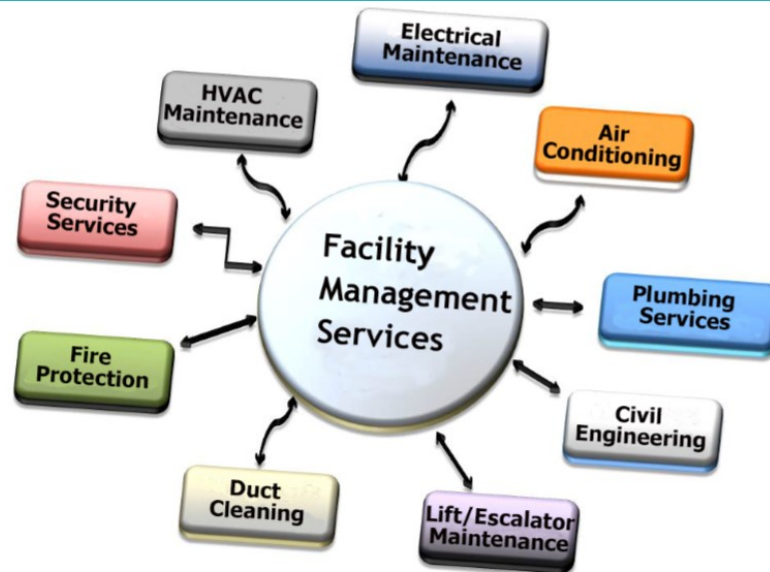 Electrical
Maintenance
HVAC
Maintenance
Air
Conditioning
Security
Services
Facility
Management
Services
Plumbing
Services
Fire
Protection
Civil
Engineering
Duct
Cleaning
Lift/Escalator
Maintenance